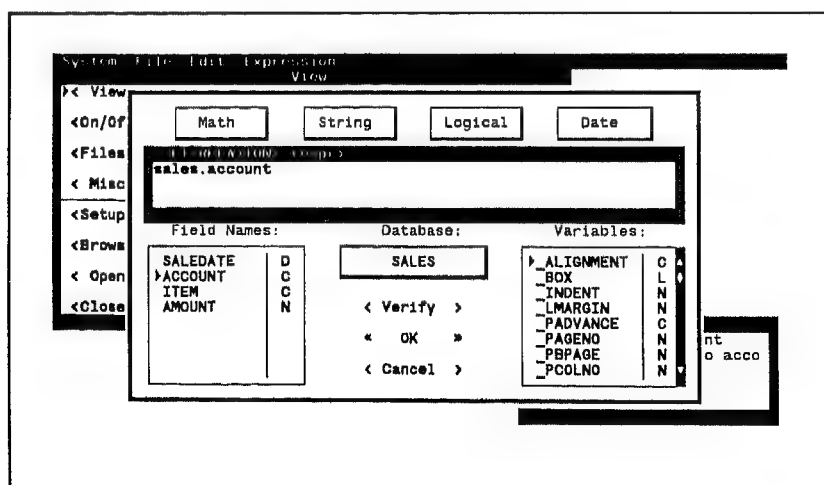 System File Edit Expression
View
< View
<On/Of
<Files
< Misc
<Setup
<Brows
< Open
<Close
Math String Logical Date
sales.account
Field Names: Database: Variables:
SALEDATE D
ACCOUNT C
ITEM C
AMOUNT N
SALES
< Verify >
« OK »
< Cancel >
_ALIGNMENT C
_BOX L
_INDENT N
_LMARGIN N
_PADVANCE C
_PAGENO N
_PBPAGE N
_PCOLNO N
nt
o acco